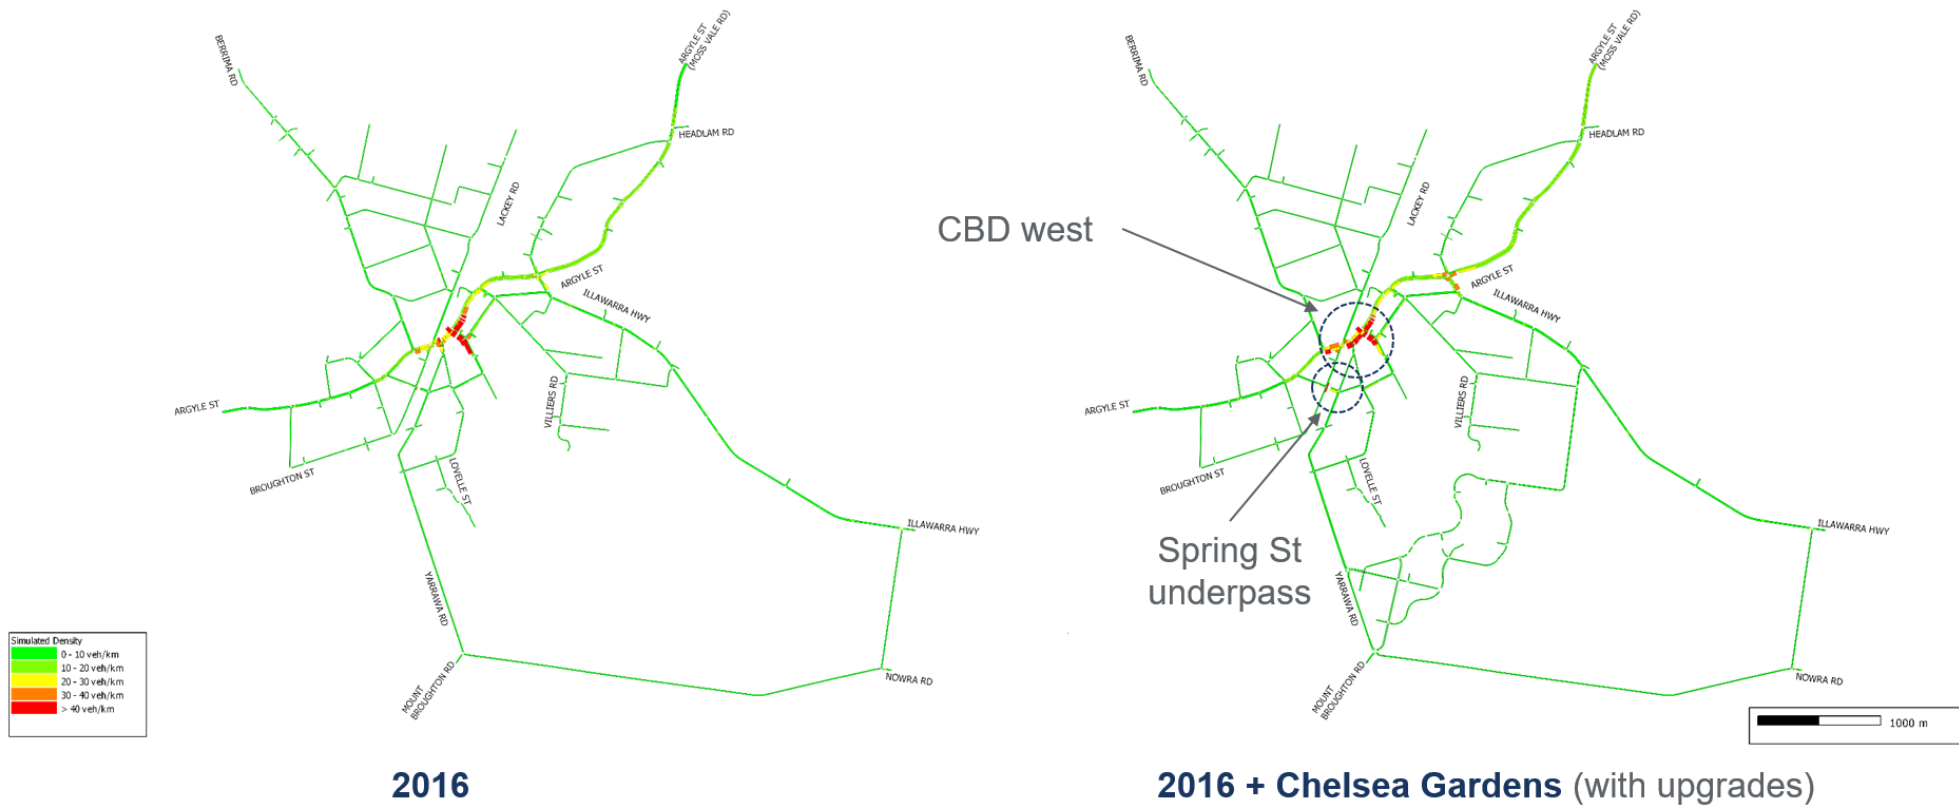 BERRIMA RD
ARGYLE ST
(MOSS VALE RD)
HEADLAM RD
LACKEY RD
ARGYLE ST
ILLAWARRA HWY
ARGYLE ST
VILLIERS RD
BROUGHTON ST
LOVELLE ST
ILLAWARRA HWY
YARRAWA RD
MOUNT
BROUGHTON RD
NOWRA RD
Simulated Density
0 - 10 veh/km
10 - 20 veh/km
20 - 30 veh/km
30 - 40 veh/km
> 40 veh/km
2016
BERRIMA RD
ARGYLE ST
(MOSS VALE RD)
HEADLAM RD
LACKEY RD
CBD west
ARGYLE ST
ILLAWARRA HWY
ARGYLE ST
VILLIERS RD
BROUGHTON ST
LOVELLE ST
ILLAWARRA HWY
Spring St
underpass
YARRAWA RD
MOUNT
BROUGHTON RD
NOWRA RD
1000 m
2016 + Chelsea Gardens (with upgrades)